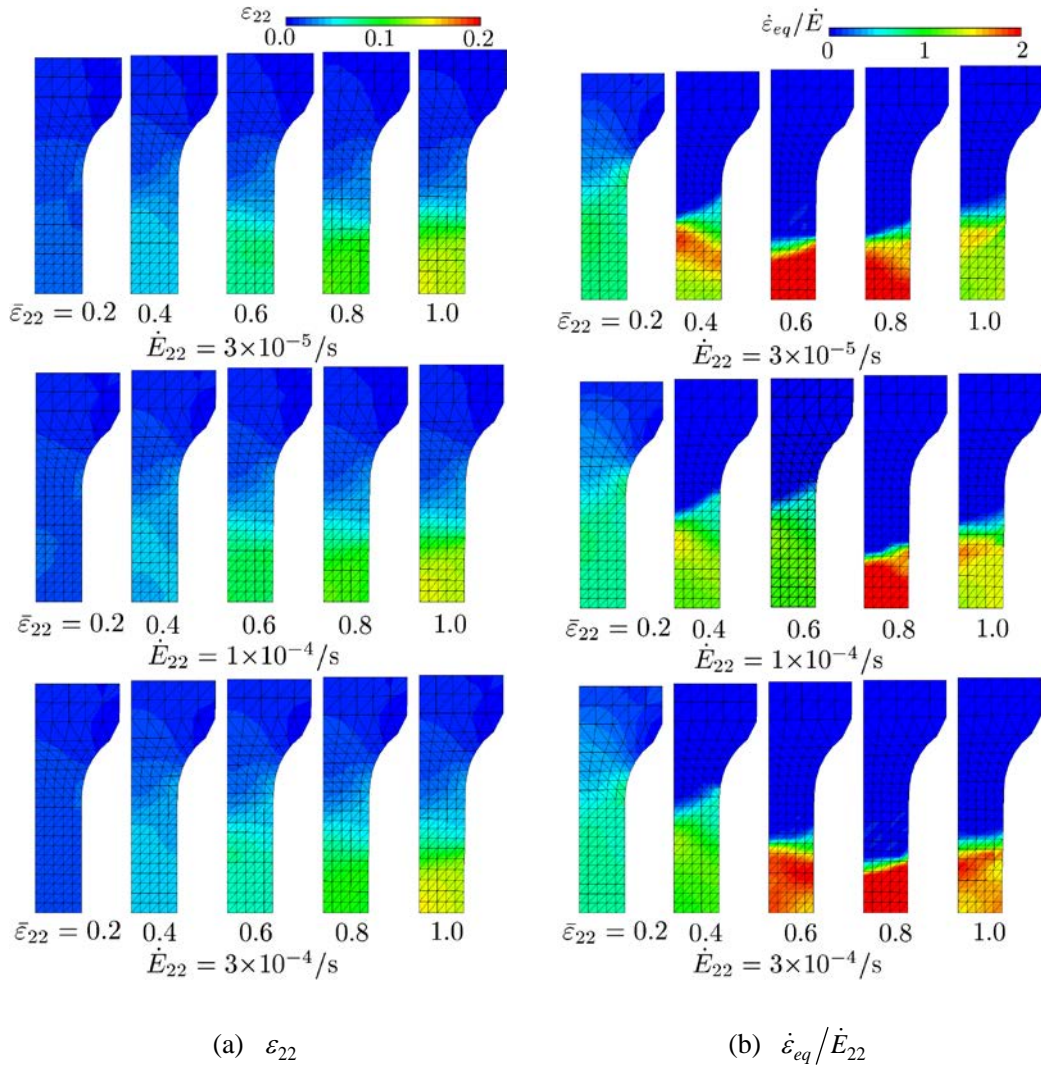 ε₂₂
0.0 0.1 0.2
ε̄₂₂ = 0.2 0.4 0.6 0.8 1.0
Ė₂₂ = 3×10⁻⁵/s
ε̄₂₂ = 0.2 0.4 0.6 0.8 1.0
Ė₂₂ = 1×10⁻⁴/s
ε̄₂₂ = 0.2 0.4 0.6 0.8 1.0
Ė₂₂ = 3×10⁻⁴/s
(a) ε₂₂
ε̇_eq/Ė
0 1 2
ε̄₂₂ = 0.2 0.4 0.6 0.8 1.0
Ė₂₂ = 3×10⁻⁵/s
ε̄₂₂ = 0.2 0.4 0.6 0.8 1.0
Ė₂₂ = 1×10⁻⁴/s
ε̄₂₂ = 0.2 0.4 0.6 0.8 1.0
Ė₂₂ = 3×10⁻⁴/s
(b) ε̇_eq/Ė₂₂